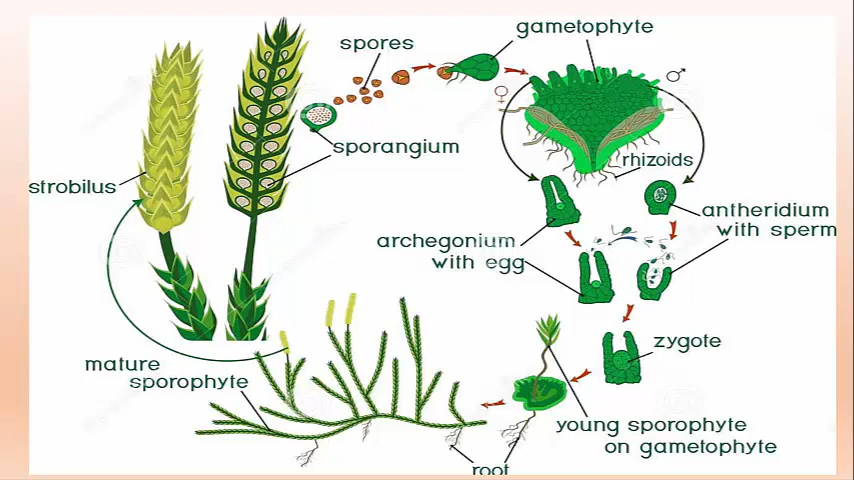 gametophyte
spores
sporangium
rhizoids
strobilus
antheridium
with sperm
archegonium
with egg
zygote
mature
sporophyte
young sporophyte
on gametophyte
root